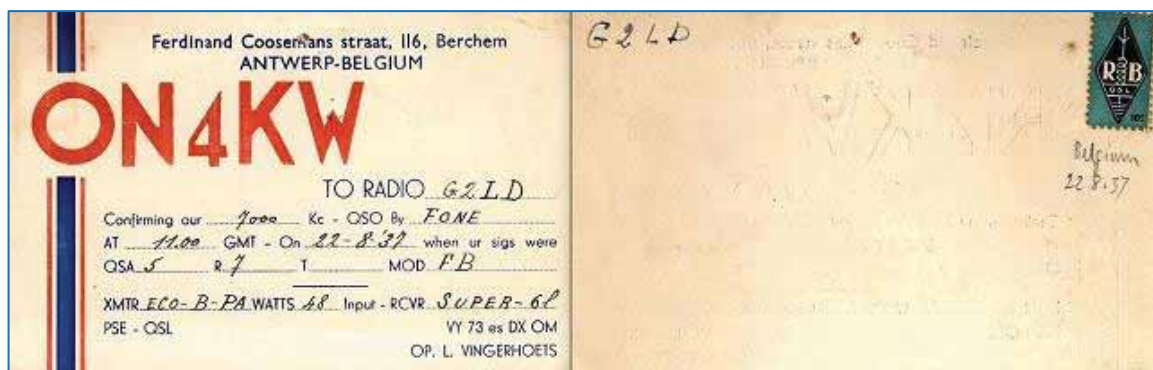 Ferdinand Coosemans straat, 116, Berchem
ANTWERP-BELGIUM
ON4KW
TO RADIO G2LD
Confirming our 7000 Kc - QSO By FONE
AT 11.00 GMT - On 22-8-'37 when ur sigs were
QSA 5 R 7 T MOD FB
XMTR ECO-B-PA WATTS 48 Input - RCVR SUPER-6l
PSE - QSL VY 73 es DX OM
OP. L. VINGERHOETS
G2LD
R B
QSL
Belgium
22.8.37